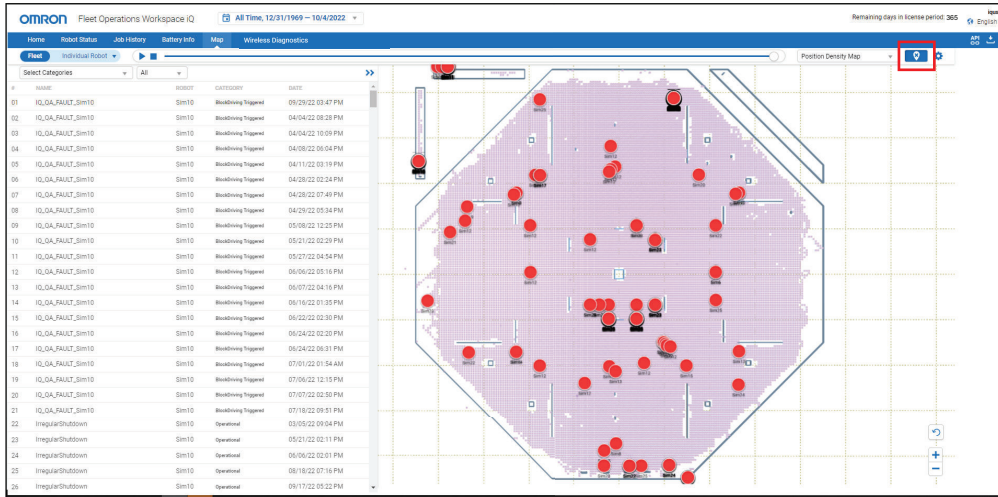 OMRON Fleet Operations Workspace iQ All Time, 12/31/1969 – 10/4/2022 Remaining days in license period: 365 iqus
English
Home Robot Status Job History Battery Info Map Wireless Diagnostics API
Fleet Individual Robot Position Density Map
Select Categories All >>
# NAME ROBOT CATEGORY DATE
01 IQ_QA_FAULT_Sim10 Sim10 BlockDriving Triggered 09/29/22 03:47 PM
02 IQ_QA_FAULT_Sim10 Sim10 BlockDriving Triggered 04/04/22 08:28 PM
03 IQ_QA_FAULT_Sim10 Sim10 BlockDriving Triggered 04/04/22 10:09 PM
04 IQ_QA_FAULT_Sim10 Sim10 BlockDriving Triggered 04/08/22 06:04 PM
05 IQ_QA_FAULT_Sim10 Sim10 BlockDriving Triggered 04/11/22 03:19 PM
06 IQ_QA_FAULT_Sim10 Sim10 BlockDriving Triggered 04/28/22 02:24 PM
07 IQ_QA_FAULT_Sim10 Sim10 BlockDriving Triggered 04/28/22 07:49 PM
08 IQ_QA_FAULT_Sim10 Sim10 BlockDriving Triggered 04/29/22 05:34 PM
09 IQ_QA_FAULT_Sim10 Sim10 BlockDriving Triggered 05/08/22 12:25 PM
10 IQ_QA_FAULT_Sim10 Sim10 BlockDriving Triggered 05/21/22 02:29 PM
11 IQ_QA_FAULT_Sim10 Sim10 BlockDriving Triggered 05/27/22 04:54 PM
12 IQ_QA_FAULT_Sim10 Sim10 BlockDriving Triggered 06/06/22 05:16 PM
13 IQ_QA_FAULT_Sim10 Sim10 BlockDriving Triggered 06/07/22 04:16 PM
14 IQ_QA_FAULT_Sim10 Sim10 BlockDriving Triggered 06/16/22 01:35 PM
15 IQ_QA_FAULT_Sim10 Sim10 BlockDriving Triggered 06/22/22 02:30 PM
16 IQ_QA_FAULT_Sim10 Sim10 BlockDriving Triggered 06/24/22 02:20 PM
17 IQ_QA_FAULT_Sim10 Sim10 BlockDriving Triggered 06/24/22 06:31 PM
18 IQ_QA_FAULT_Sim10 Sim10 BlockDriving Triggered 07/01/22 01:54 AM
19 IQ_QA_FAULT_Sim10 Sim10 BlockDriving Triggered 07/06/22 12:15 PM
20 IQ_QA_FAULT_Sim10 Sim10 BlockDriving Triggered 07/07/22 02:50 PM
21 IQ_QA_FAULT_Sim10 Sim10 BlockDriving Triggered 07/18/22 09:51 PM
22 IrregularShutdown Sim10 Operational 03/05/22 09:04 PM
23 IrregularShutdown Sim10 Operational 05/21/22 02:11 PM
24 IrregularShutdown Sim10 Operational 06/06/22 02:01 PM
25 IrregularShutdown Sim10 Operational 08/18/22 07:16 PM
26 IrregularShutdown Sim10 Operational 09/17/22 05:22 PM